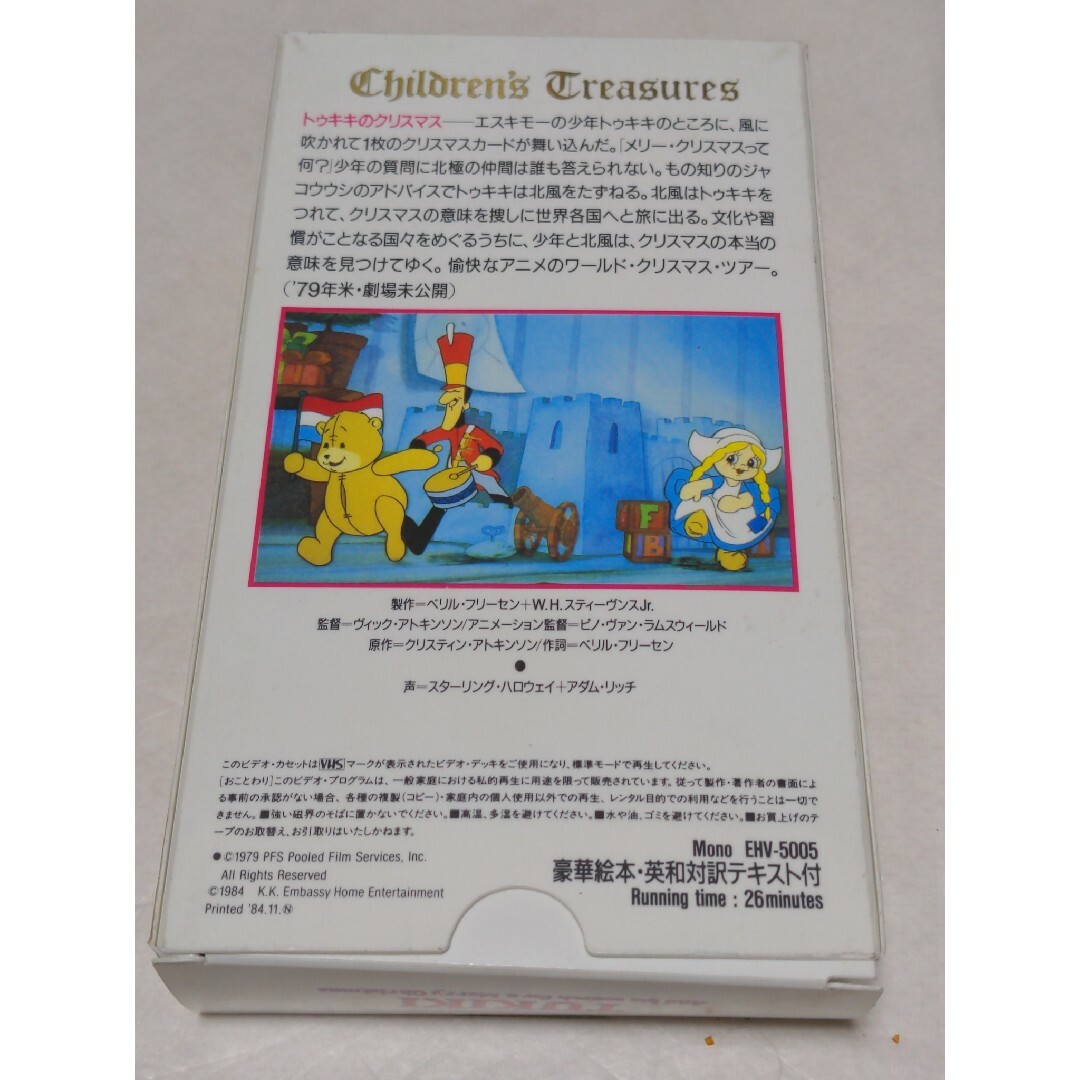 Children's Treasures
トゥキキのクリスマス──エスキモーの少年トゥキキのところに、風に
吹かれて1枚のクリスマスカードが舞い込んだ。「メリー・クリスマスって
何?」少年の質問に北極の仲間は誰も答えられない。もの知りのジャ
コウウシのアドバイスでトゥキキは北風をたずねる。北風はトゥキキを
つれて、クリスマスの意味を捜しに世界各国へと旅に出る。文化や習
慣がことなる国々をめぐるうちに、少年と北風は、クリスマスの本当の
意味を見つけてゆく。愉快なアニメのワールド・クリスマス・ツアー。
('79年米・劇場未公開)
F
B
製作=ベリル・フリーセン+W.H.スティーヴンスJr.
監督=ヴィック・アトキンソン/アニメーション監督=ピノ・ヴァン・ラムスウィールド
原作=クリスティン・アトキンソン/作詞=ベリル・フリーセン
●
声=スターリング・ハロウェイ+アダム・リッチ
このビデオ・カセットはVHSマークが表示されたビデオ・デッキをご使用になり、標準モードで再生してください。
[おことわり]このビデオ・プログラムは、一般家庭における私的再生に用途を限って販売されています。従って製作・著作者の書面によ
る事前の承認がない場合、各種の複製(コピー)・家庭内の個人使用以外での再生、レンタル目的での利用などを行うことは一切で
きません。■強い磁界のそばに置かないでください。■高温、多湿を避けてください。■水や油、ゴミを避けてください。■お買上げのテ
ープのお取替え、お引取りはいたしかねます。
●©1979 PFS Pooled Film Services, Inc.
All Rights Reserved
©1984 K.K. Embassy Home Entertainment
Printed '84.11.Ⓝ
Mono EHV-5005
豪華絵本・英和対訳テキスト付
Running time : 26minutes
TUKIKI
and his search for a Merry Christmas